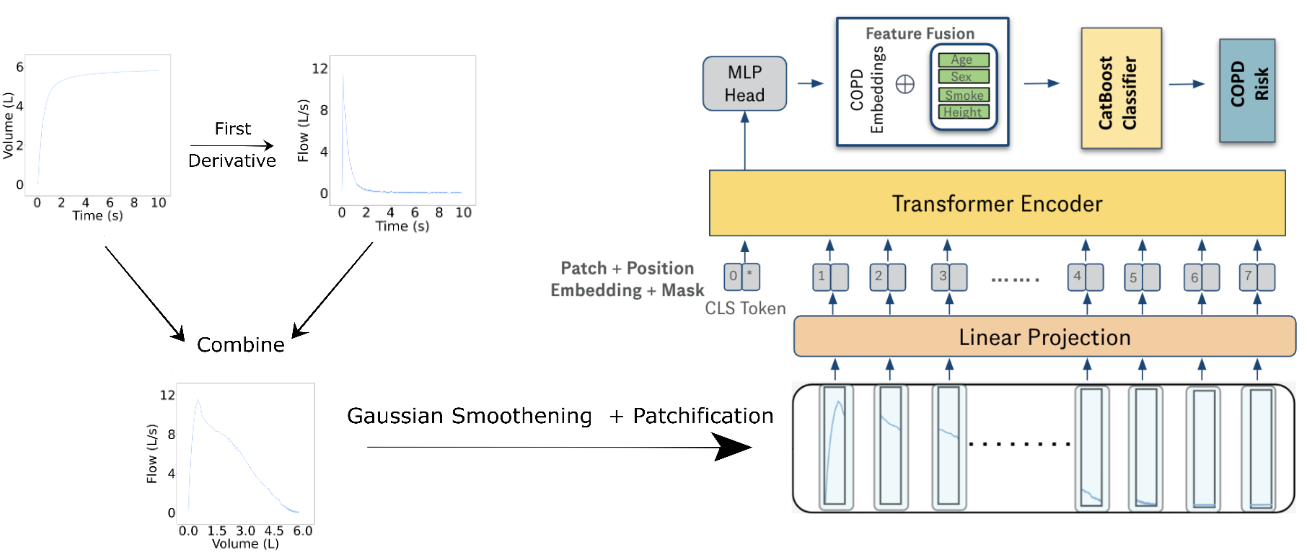 6
4
2
0
Volume (L)
0 2 4 6 8 10
Time (s)
First
Derivative
12
8
4
0
Flow (L/s)
0 2 4 6 8 10
Time (s)
Combine
12
8
4
0
Flow (L/s)
0.0 1.5 3.0 4.5 6.0
Volume (L)
Gaussian Smoothening + Patchification
MLP
Head
Feature Fusion
COPD
Embeddings
⊕
Age
Sex
Smoke
Height
CatBoost
Classifier
COPD
Risk
Transformer Encoder
Patch + Position
Embedding + Mask
0 *
CLS Token
1 2 3 ....... 4 5 6 7
Linear Projection
..........